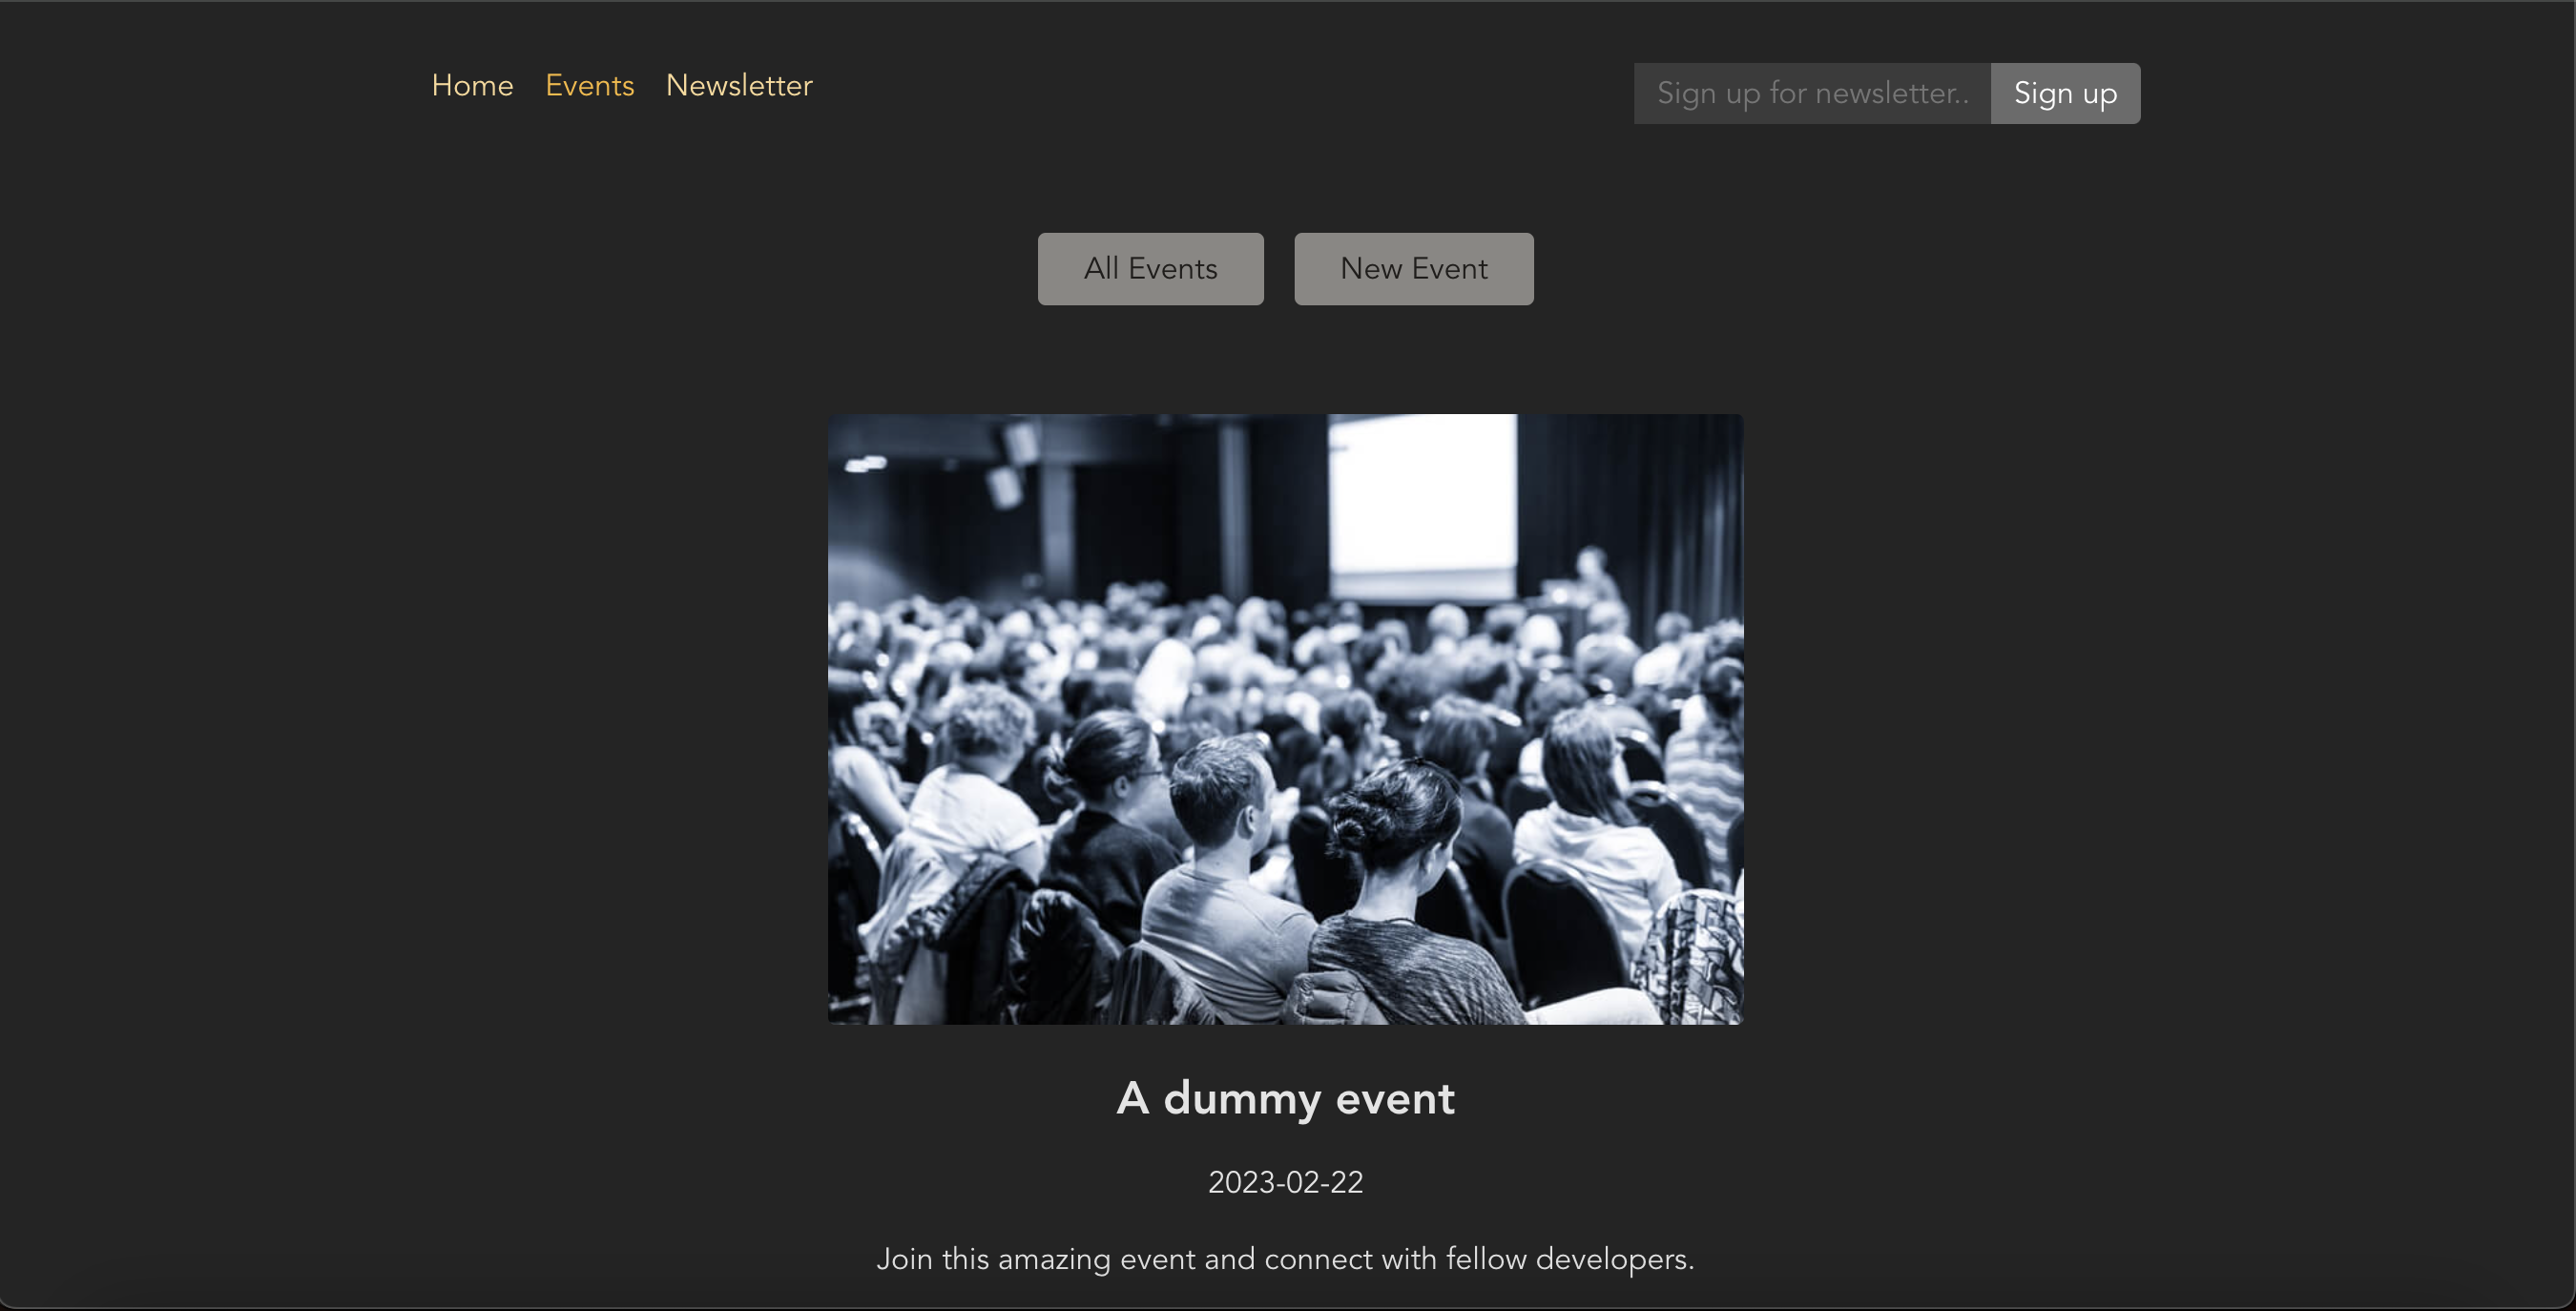 Home Events Newsletter
Sign up for newsletter.. Sign up
All Events New Event
A dummy event
2023-02-22
Join this amazing event and connect with fellow developers.